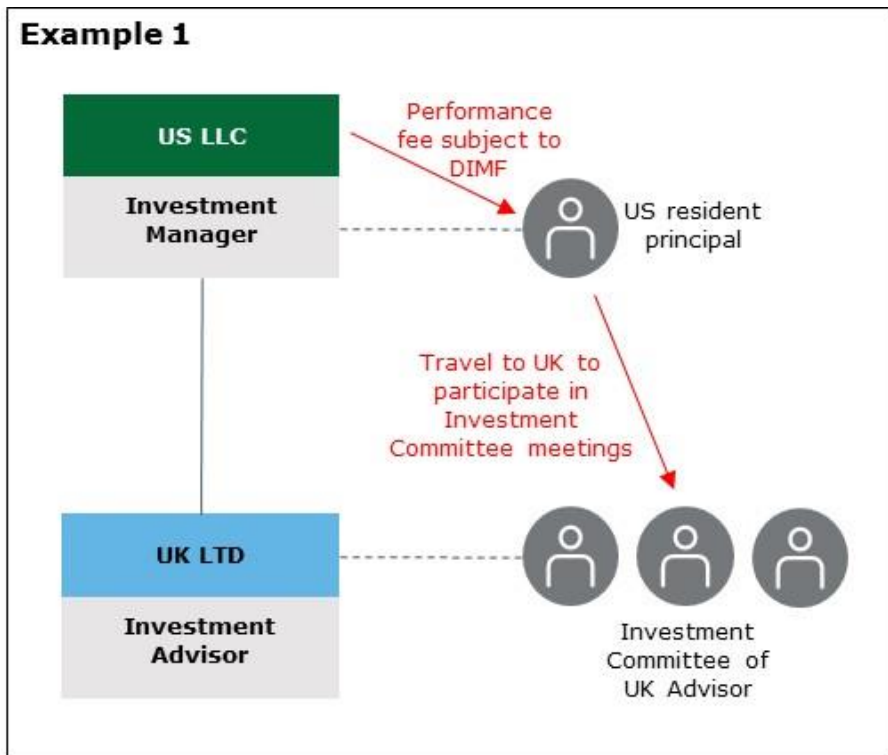 Example 1
US LLC
Investment
Manager
Performance
fee subject to
DIMF
US resident
principal
Travel to UK to
participate in
Investment
Committee meetings
UK LTD
Investment
Advisor
Investment
Committee of
UK Advisor